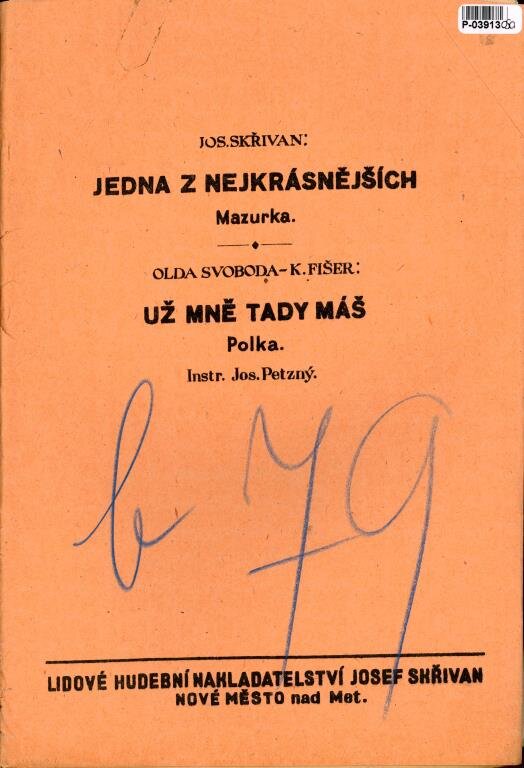 P-03913
JOS.SKŘIVAN:
JEDNA Z NEJKRÁSNĚJŠÍCH
Mazurka.
OLDA SVOBODA-K.FIŠER:
UŽ MNĚ TADY MÁŠ
Polka.
Instr. Jos.Petzný.
b 79
LIDOVÉ HUDEBNÍ NAKLADATELSTVÍ JOSEF SKŘIVAN
NOVÉ MĚSTO nad Met.